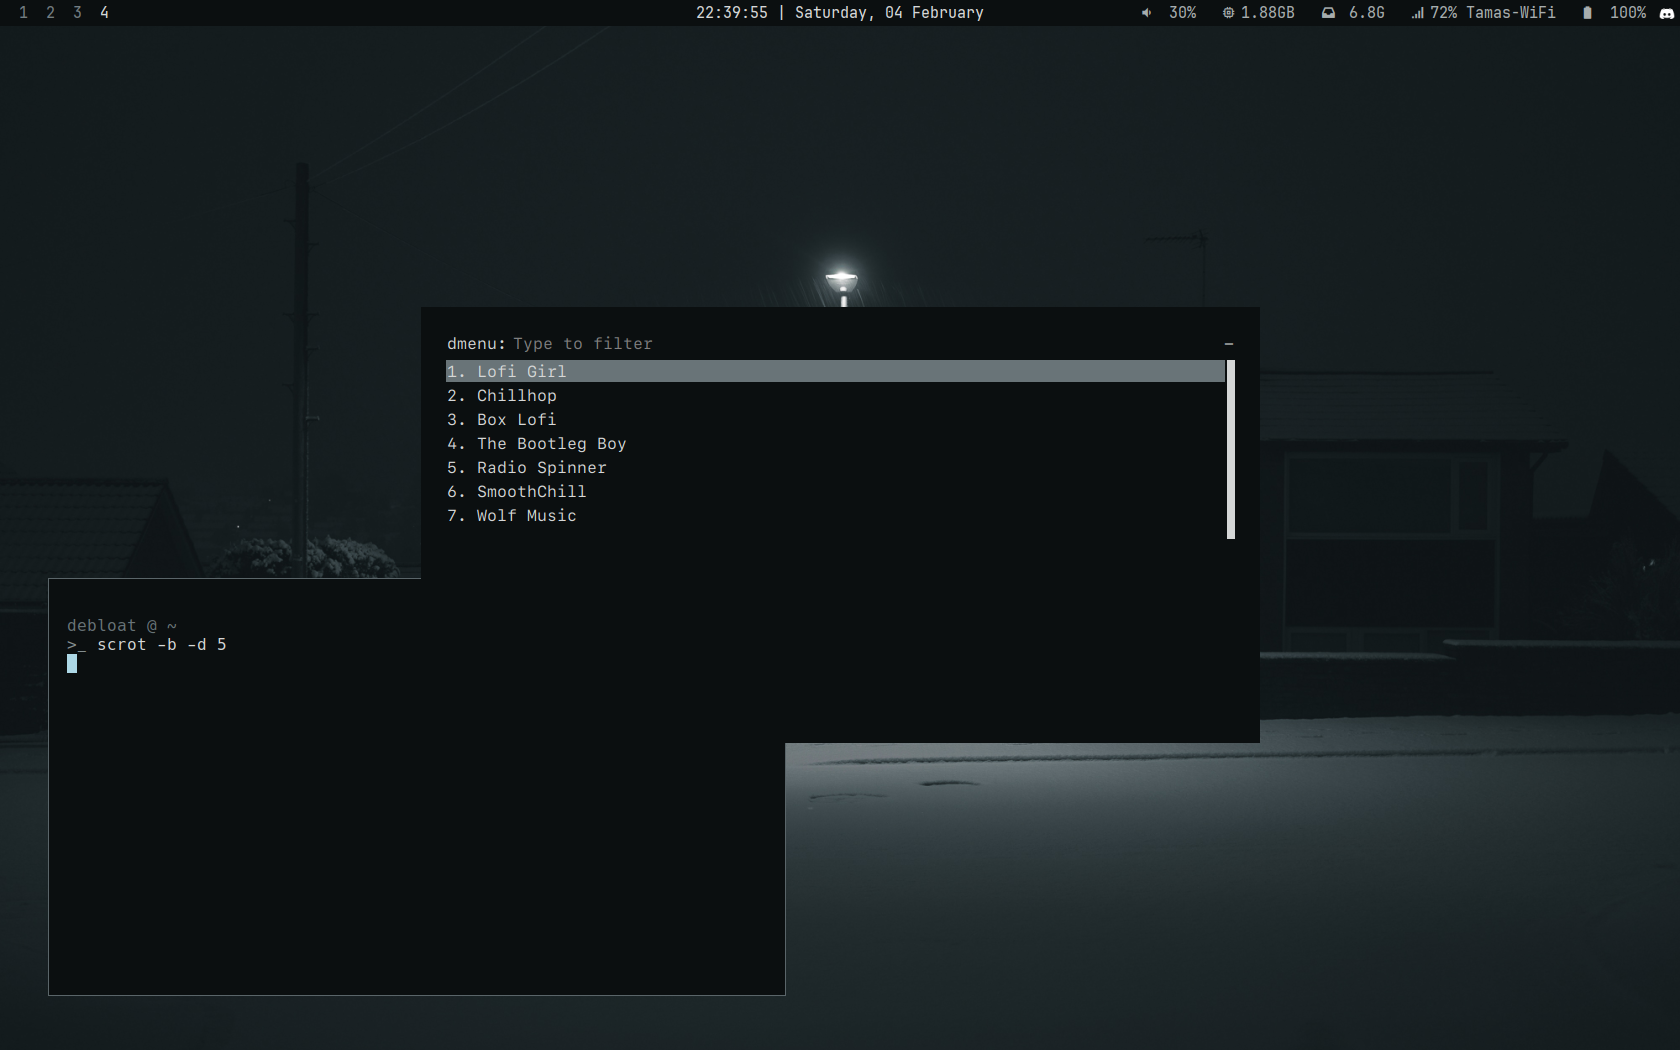 1 2 3 4
22:39:55 | Saturday, 04 February
30% 1.88GB 6.8G 72% Tamas-WiFi 100%
dmenu: Type to filter
1. Lofi Girl
2. Chillhop
3. Box Lofi
4. The Bootleg Boy
5. Radio Spinner
6. SmoothChill
7. Wolf Music
debloat @ ~
>_ scrot -b -d 5